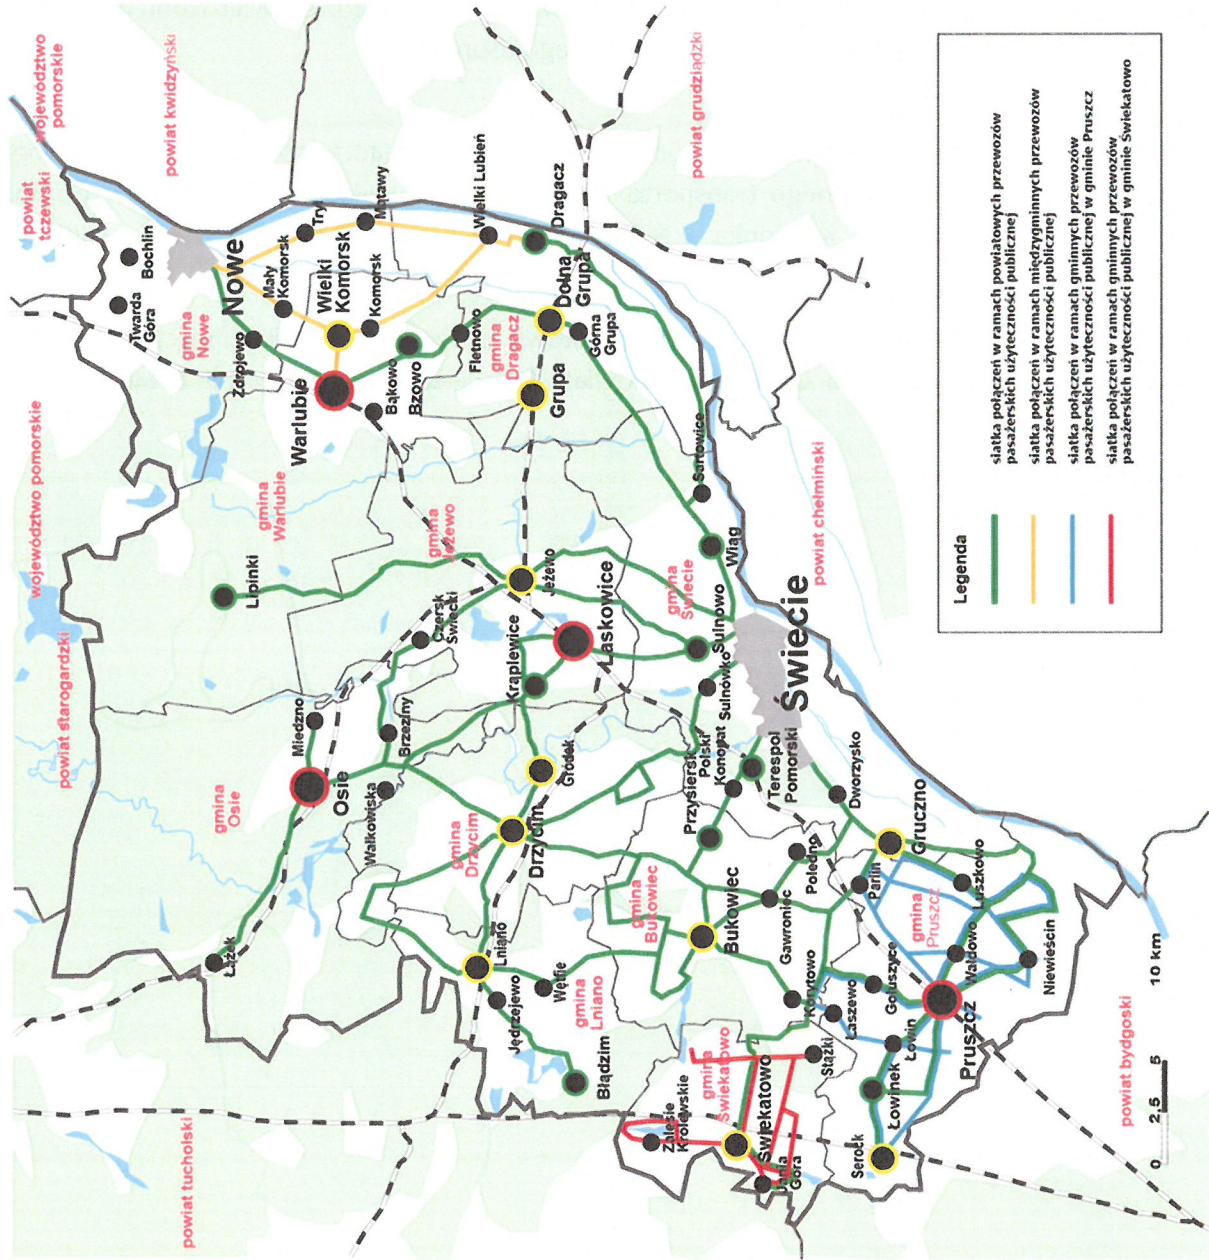 województwo
pomorskie
powiat kwidzyński
powiat
tczewski
powiat grudziądzki
Bochlin
Twarda
Góra
Nowe
gmina
Nowe
Zdrojewo
Mały
Komorsk
Tryl
Matawy
Wielki
Komorsk
Komorsk
Wielki Lubień
Dragacz
Dolna
Grupa
Górna
Grupa
Fletnowo
gmina
Dragacz
Grupa
Warlubie
Bąkowo
Bzowo
województwo pomorskie
gmina
Warlubie
Lipinki
gmina
Jeżewo
Jeżewo
Sartowice
Wiąg
gmina
Świecie
Sulnowo
Świecie
powiat chełmiński
Czersk
Świecki
Krąplewice
Laskowice
Sulnówko
powiat starogardzki
Miedzno
Osie
gmina
Osie
Brzeziny
Wałkowiska
Gródek
gmina
Drzycim
Drzycim
Przysiersk
Polski
Konopat
Terespol
Pomorski
Dworzysko
Gruczno
Poledno
Parlin
Luszkowo
gmina
Bukowiec
Bukowiec
Gawroniec
gmina
Pruszcz
Łążek
Lniano
Wętfie
Jędrzejewo
gmina
Lniano
Błądzim
Korytowo
Gołuszyce
Waldowo
Niewieścin
Łaszewo
Łowin
Pruszcz
Stążki
gmina
Świekatowo
Świekatowo
Zalesie
Królewskie
Jania
Góra
Łowinek
Serock
powiat tucholski
powiat bydgoski
0
2,5
5
10 km
Legenda
siatka połączeń w ramach powiatowych przewozów
pasażerskich użyteczności publicznej
siatka połączeń w ramach międzygminnych przewozów
pasażerskich użyteczności publicznej
siatka połączeń w ramach gminnych przewozów
pasażerskich użyteczności publicznej w gminie Pruszcz
siatka połączeń w ramach gminnych przewozów
pasażerskich użyteczności publicznej w gminie Świekatowo